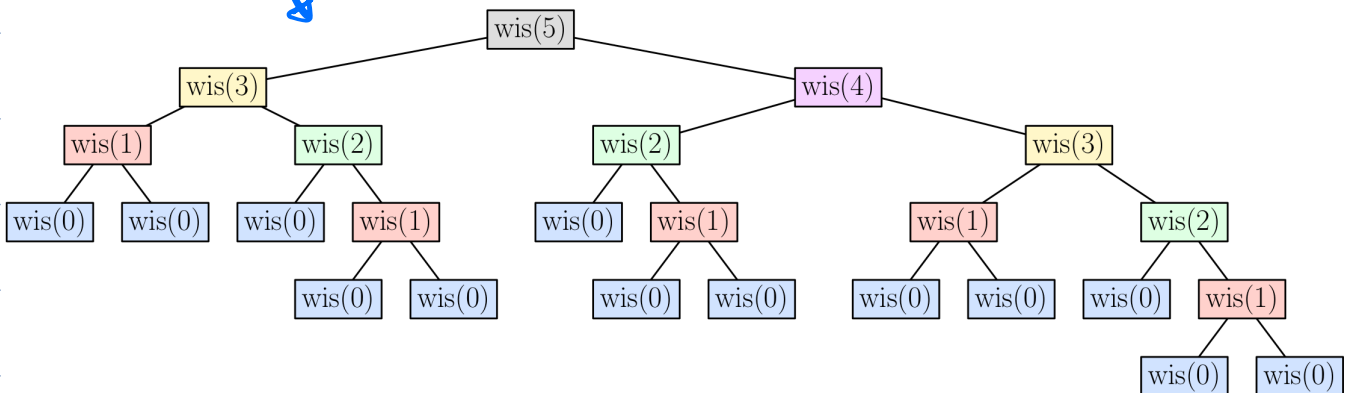 wis(5)
wis(3) wis(4)
wis(1) wis(2) wis(2) wis(3)
wis(0) wis(0) wis(0) wis(1) wis(0) wis(1) wis(1) wis(2)
wis(0) wis(0) wis(0) wis(0) wis(0) wis(0) wis(0) wis(1)
wis(0) wis(0)